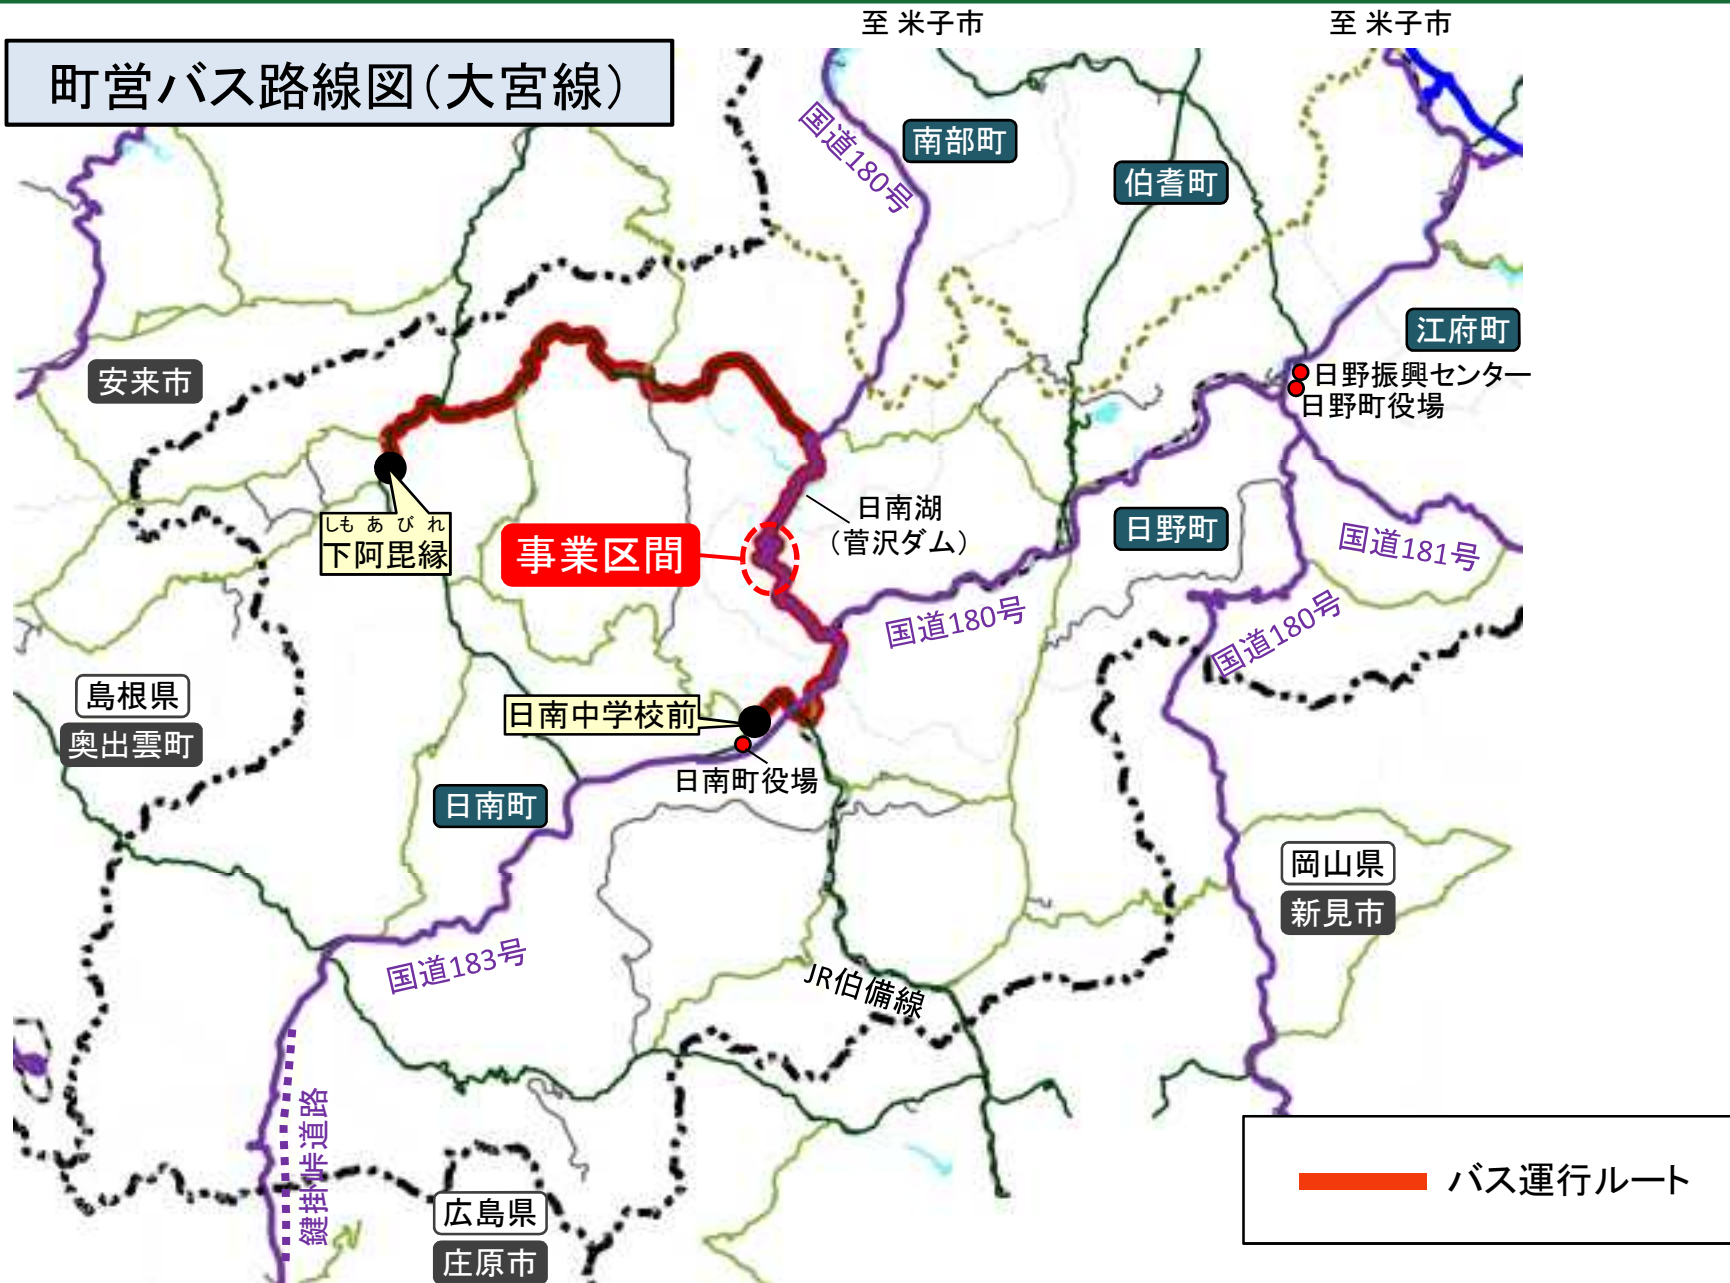 至 米子市
至 米子市
町営バス路線図(大宮線)
国道180号
南部町
伯耆町
江府町
日野振興センター
日野町役場
安来市
しも あ び れ
下阿毘縁
事業区間
日南湖
(菅沢ダム)
日野町
国道181号
国道180号
国道180号
島根県
奥出雲町
日南中学校前
日南町役場
日南町
岡山県
新見市
国道183号
JR伯備線
鍵掛峠道路
広島県
庄原市
バス運行ルート